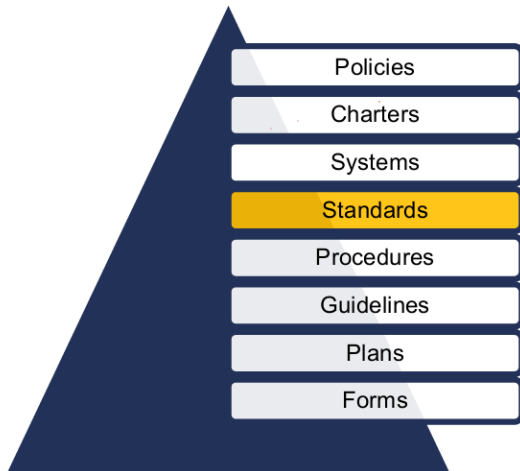 Policies
Charters
Systems
Standards
Procedures
Guidelines
Plans
Forms